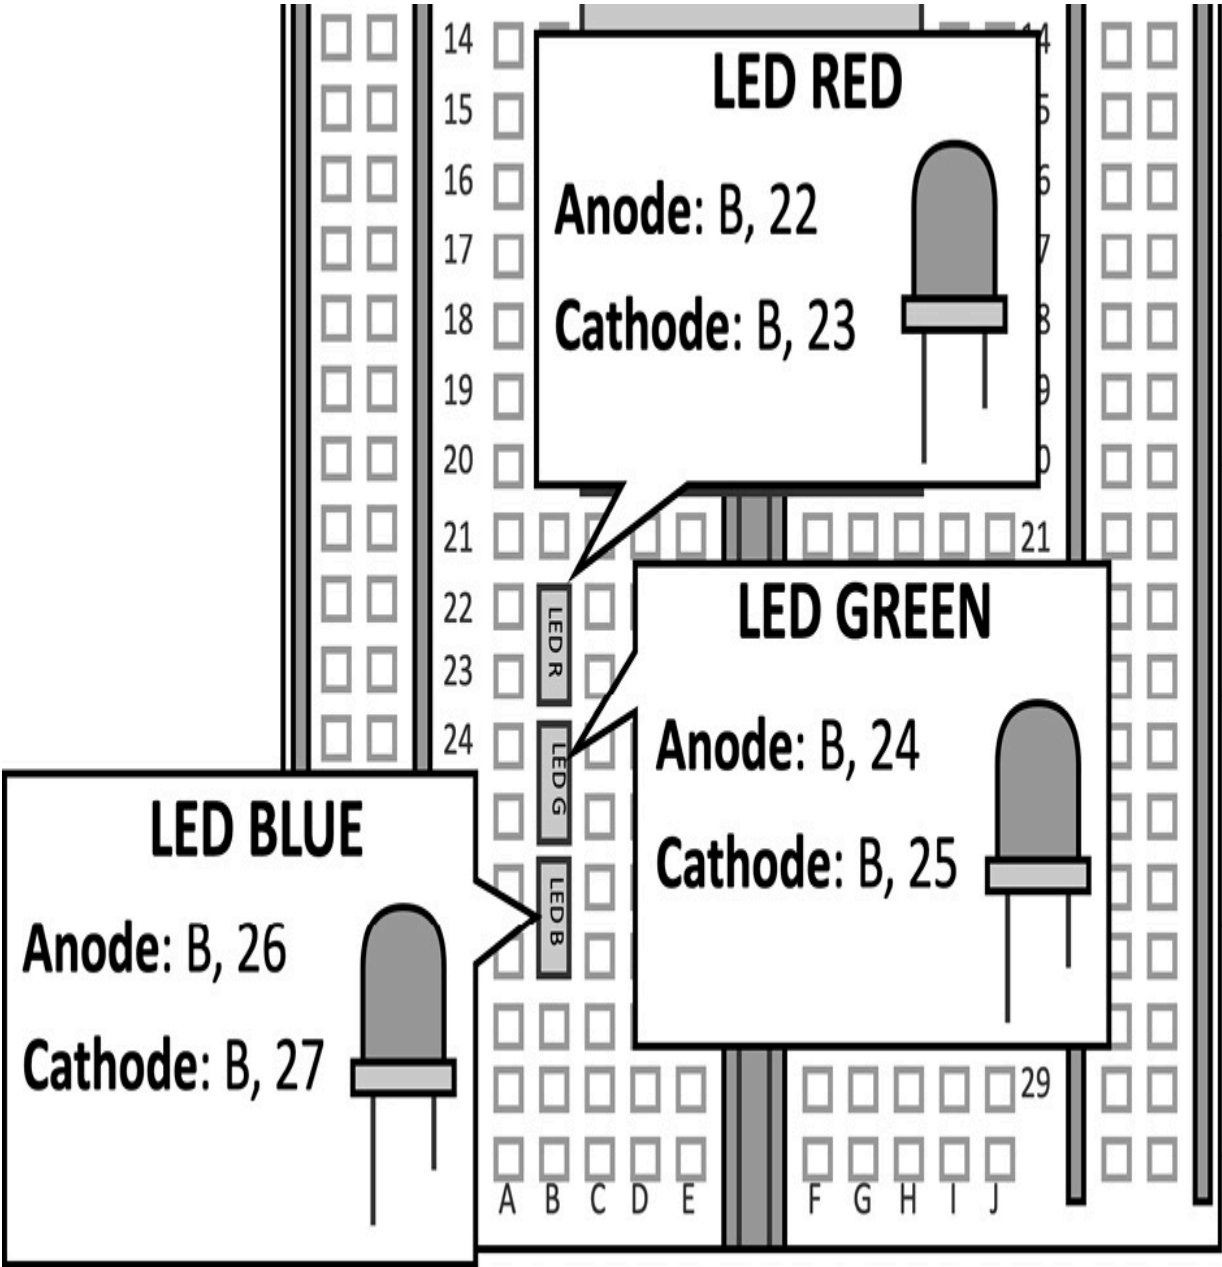 14
15
16
17
18
19
20
21
22
23
24
LED RED
Anode: B, 22
Cathode: B, 23
21
LED R
LED G
LED B
LED GREEN
Anode: B, 24
Cathode: B, 25
LED BLUE
Anode: B, 26
Cathode: B, 27
29
A B C D E F G H I J